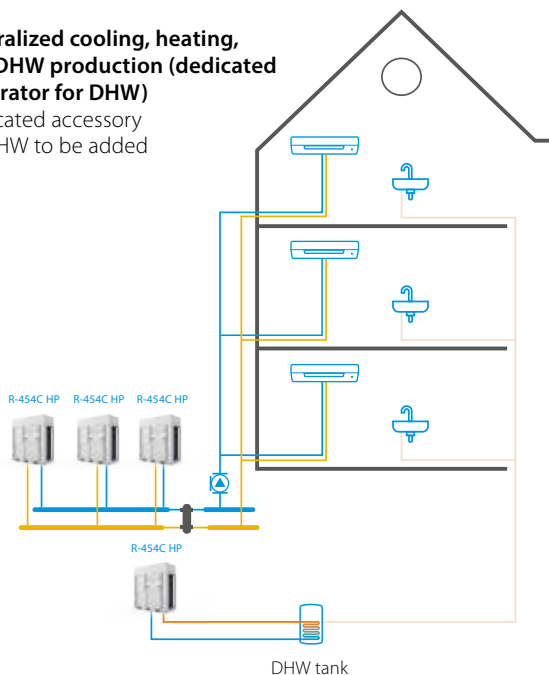 ralized cooling, heating,
DHW production (dedicated
rator for DHW)
cated accessory
HW to be added
R-454C HP R-454C HP R-454C HP
R-454C HP
DHW tank